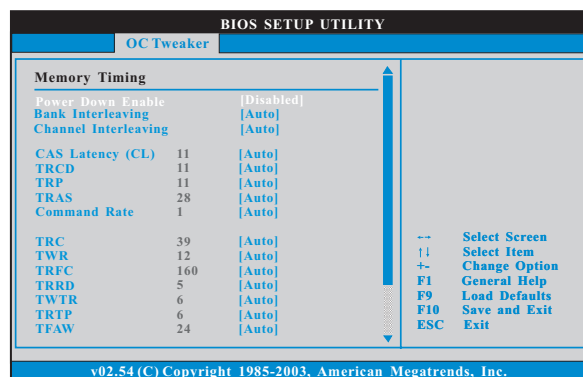 BIOS SETUP UTILITY
OC Tweaker
Memory Timing
Power Down Enable [Disabled]
Bank Interleaving [Auto]
Channel Interleaving [Auto]
CAS Latency (CL) 11 [Auto]
TRCD 11 [Auto]
TRP 11 [Auto]
TRAS 28 [Auto]
Command Rate 1 [Auto]
TRC 39 [Auto]
TWR 12 [Auto]
TRFC 160 [Auto]
TRRD 5 [Auto]
TWTR 6 [Auto]
TRTP 6 [Auto]
TFAW 24 [Auto]
←→ Select Screen
↑↓ Select Item
+- Change Option
F1 General Help
F9 Load Defaults
F10 Save and Exit
ESC Exit
v02.54 (C) Copyright 1985-2003, American Megatrends, Inc.